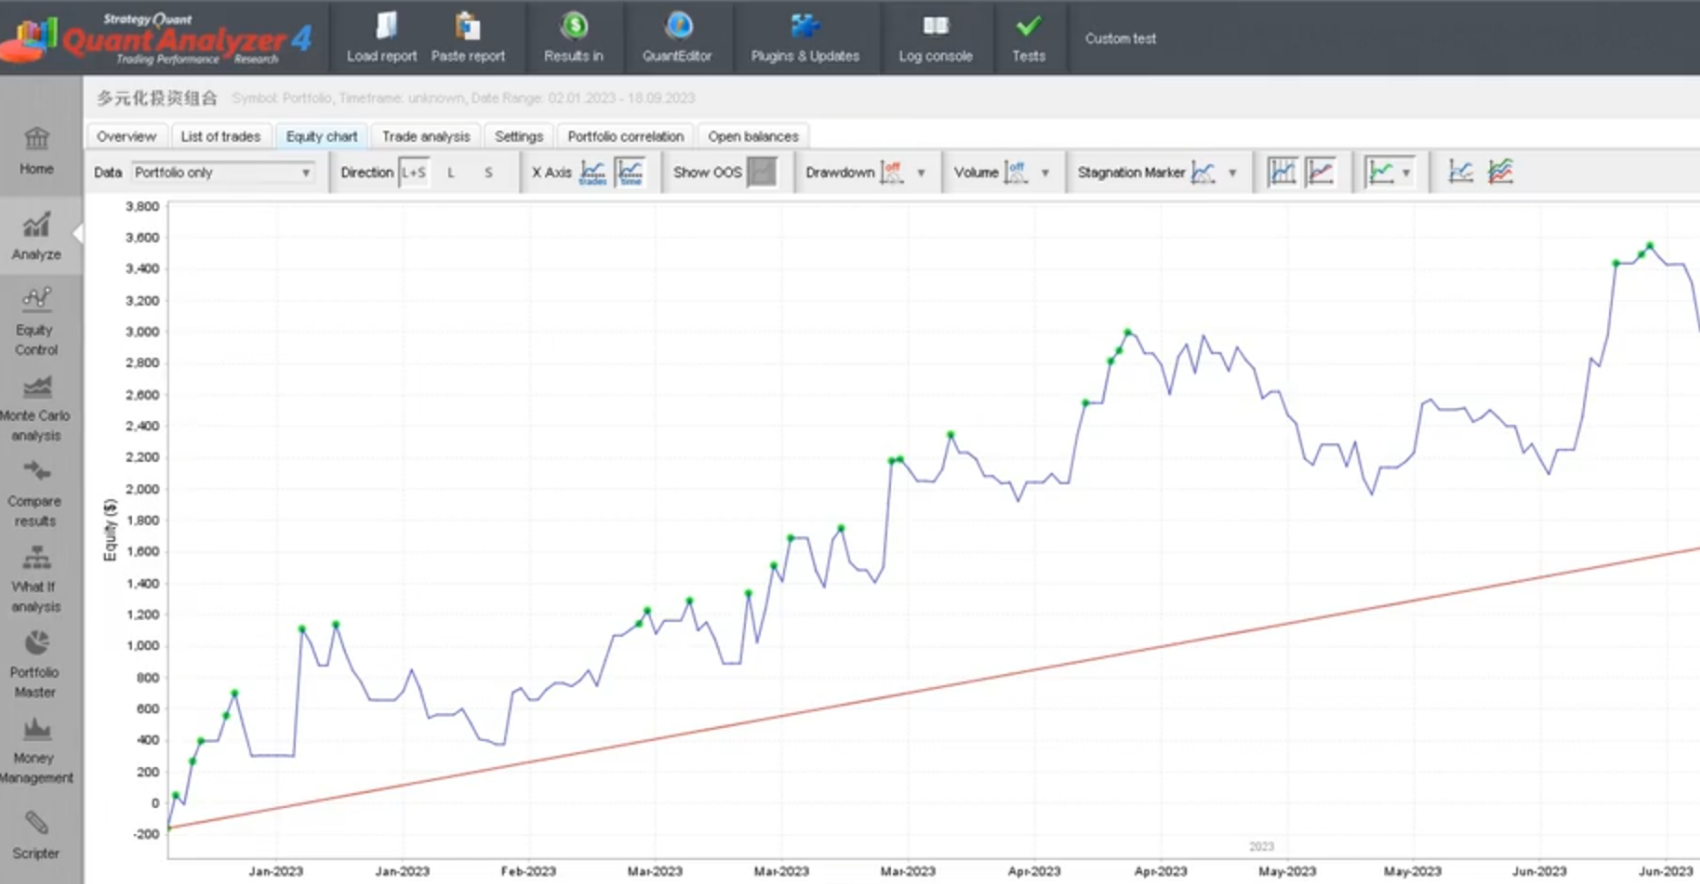 Strategy Quant
QuantAnalyzer 4
Trading Performance Research
Load report
Paste report
Results in
QuantEditor
Plugins & Updates
Log console
Tests
Custom test
多元化投资组合 Symbol: Portfolio, Timeframe: unknown, Date Range: 02.01.2023 - 18.09.2023
Overview
List of trades
Equity chart
Trade analysis
Settings
Portfolio correlation
Open balances
Data Portfolio only
Direction L+S L S
X Axis trades time
Show OOS
Drawdown off
Volume off
Stagnation Marker
Home
Analyze
Equity
Control
Monte Carlo
analysis
Compare
results
What If
analysis
Portfolio
Master
Money
Management
Scripter
Equity ($)
3,800
3,600
3,400
3,200
3,000
2,800
2,600
2,400
2,200
2,000
1,800
1,600
1,400
1,200
1,000
800
600
400
200
0
-200
2023
Jan-2023
Jan-2023
Feb-2023
Mar-2023
Mar-2023
Mar-2023
Apr-2023
Apr-2023
May-2023
May-2023
Jun-2023
Jun-2023